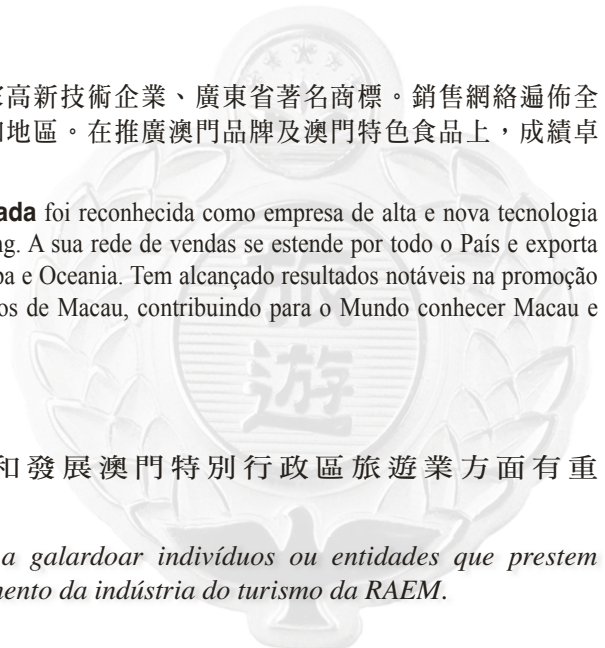 家高新技術企業、廣東省著名商標。銷售網絡遍佈全
和地區。在推廣澳門品牌及澳門特色食品上，成績卓
ada foi reconhecida como empresa de alta e nova tecnologia
ng. A sua rede de vendas se estende por todo o País e exporta
pa e Oceania. Tem alcançado resultados notáveis na promoção
os de Macau, contribuindo para o Mundo conhecer Macau e
旅
遊
和發展澳門特別行政區旅遊業方面有重
a galardoar indivíduos ou entidades que prestem
mento da indústria do turismo da RAEM.